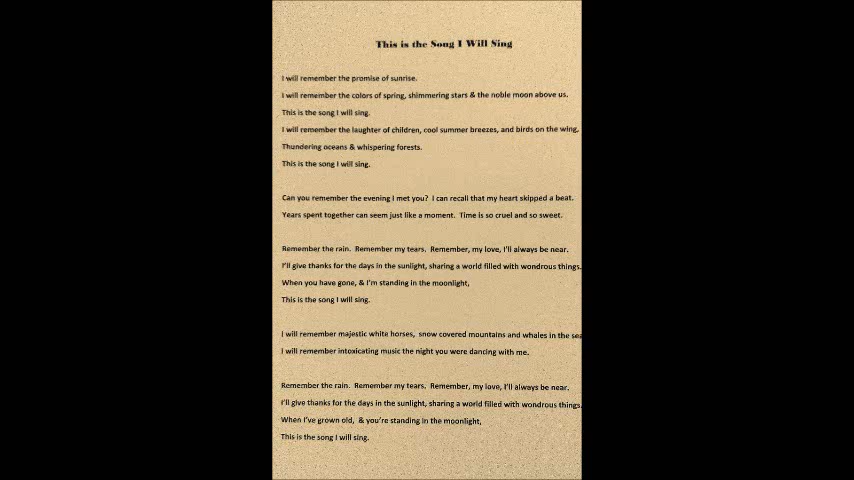 This is the Song I Will Sing
I will remember the promise of sunrise.
I will remember the colors of spring, shimmering stars & the noble moon above us.
This is the song I will sing.
I will remember the laughter of children, cool summer breezes, and birds on the wing,
Thundering oceans & whispering forests.
This is the song I will sing.
Can you remember the evening I met you?  I can recall that my heart skipped a beat.
Years spent together can seem just like a moment.  Time is so cruel and so sweet.
Remember the rain.  Remember my tears.  Remember, my love, I'll always be near.
I'll give thanks for the days in the sunlight, sharing a world filled with wondrous things.
When you have gone, & I'm standing in the moonlight,
This is the song I will sing.
I will remember majestic white horses,  snow covered mountains and whales in the sea
I will remember intoxicating music the night you were dancing with me.
Remember the rain.  Remember my tears.  Remember, my love, I'll always be near.
I'll give thanks for the days in the sunlight, sharing a world filled with wondrous things.
When I've grown old,  & you're standing in the moonlight,
This is the song I will sing.